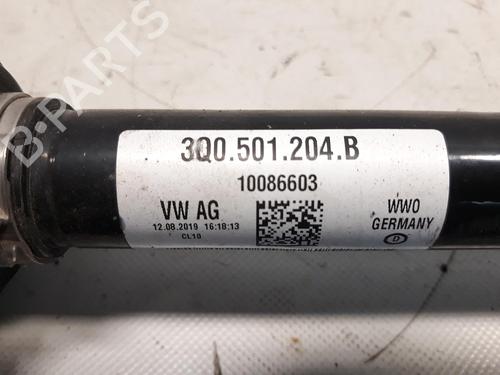 B-PARTS
3Q0.501.204.B
10086603
VW AG
12.08.2019 16:18:13
CL10
WWO
GERMANY
D